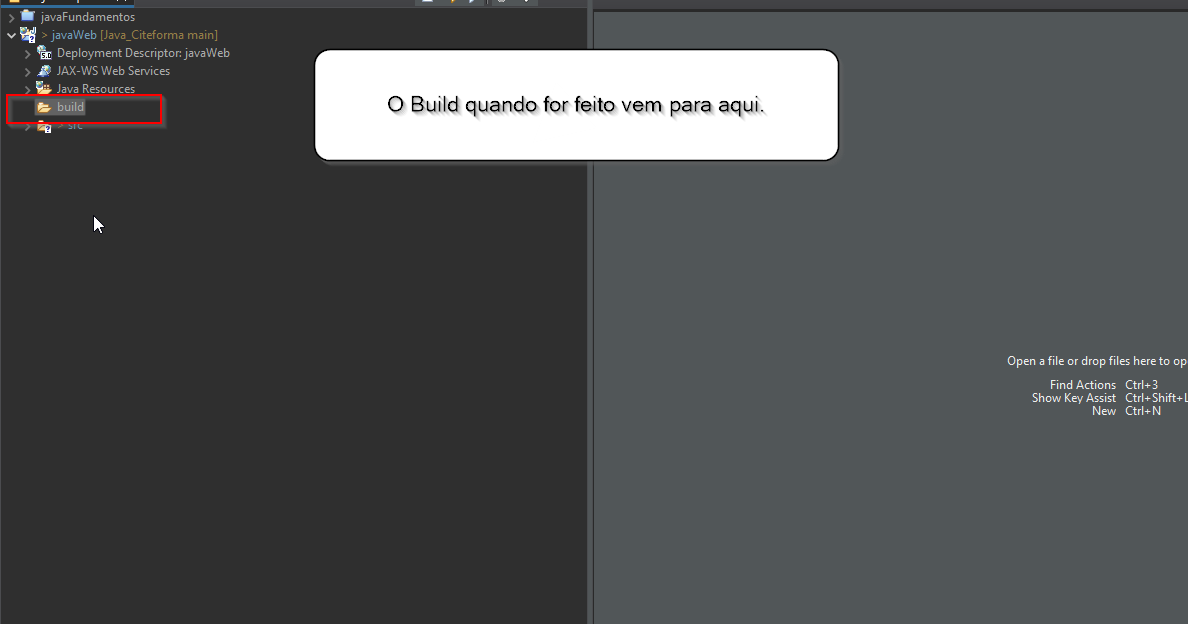 javaFundamentos
> javaWeb [Java_Citeforma main]
Deployment Descriptor: javaWeb
JAX-WS Web Services
Java Resources
build
> src
O Build quando for feito vem para aqui.
Open a file or drop files here to op
Find Actions Ctrl+3
Show Key Assist Ctrl+Shift+L
New Ctrl+N